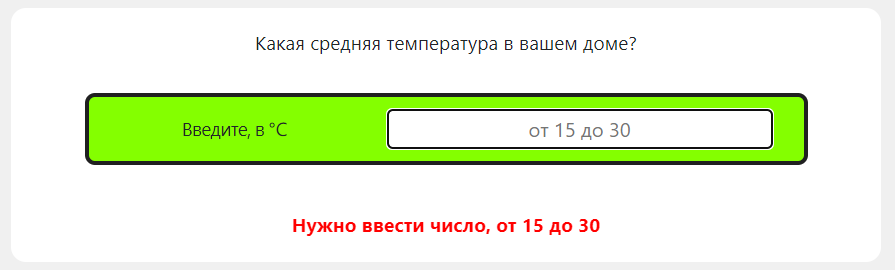 Какая средняя температура в вашем доме?
Введите, в °C
от 15 до 30
Нужно ввести число, от 15 до 30